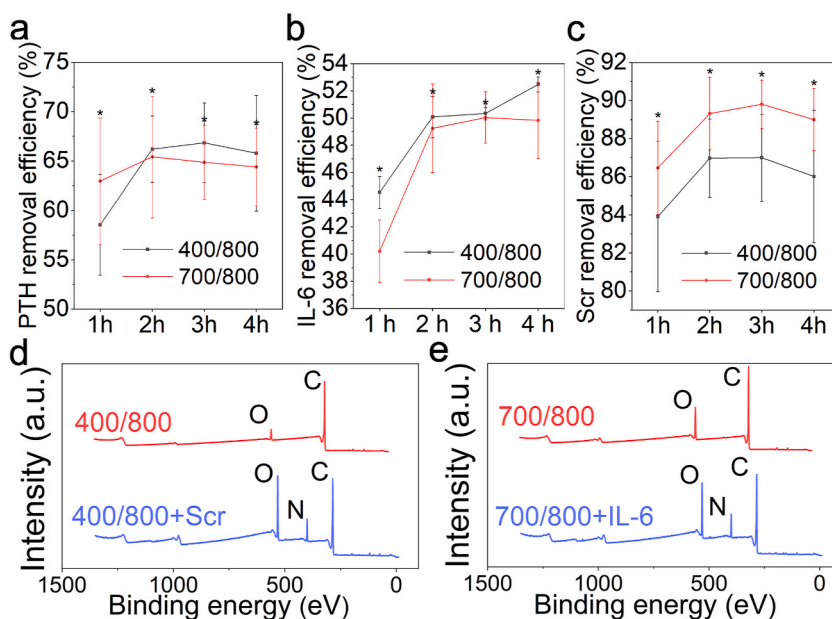 a
PTH removal efficiency (%)
75
70
65
60
55
50
* * * *
400/800
700/800
1h 2h 3h 4h
b
IL-6 removal efficiency (%)
54
52
50
48
46
44
42
40
38
36
* * * *
400/800
700/800
1 h 2 h 3 h 4 h
c
Scr removal efficiency (%)
92
90
88
86
84
82
80
* * * *
400/800
700/800
1h 2h 3h 4h
d
Intensity (a.u.)
400/800
O C
400/800+Scr
O N C
1500 1000 500 0
Binding energy (eV)
e
Intensity (a.u.)
700/800
O C
700/800+IL-6
O N C
1500 1000 500 0
Binding energy (eV)